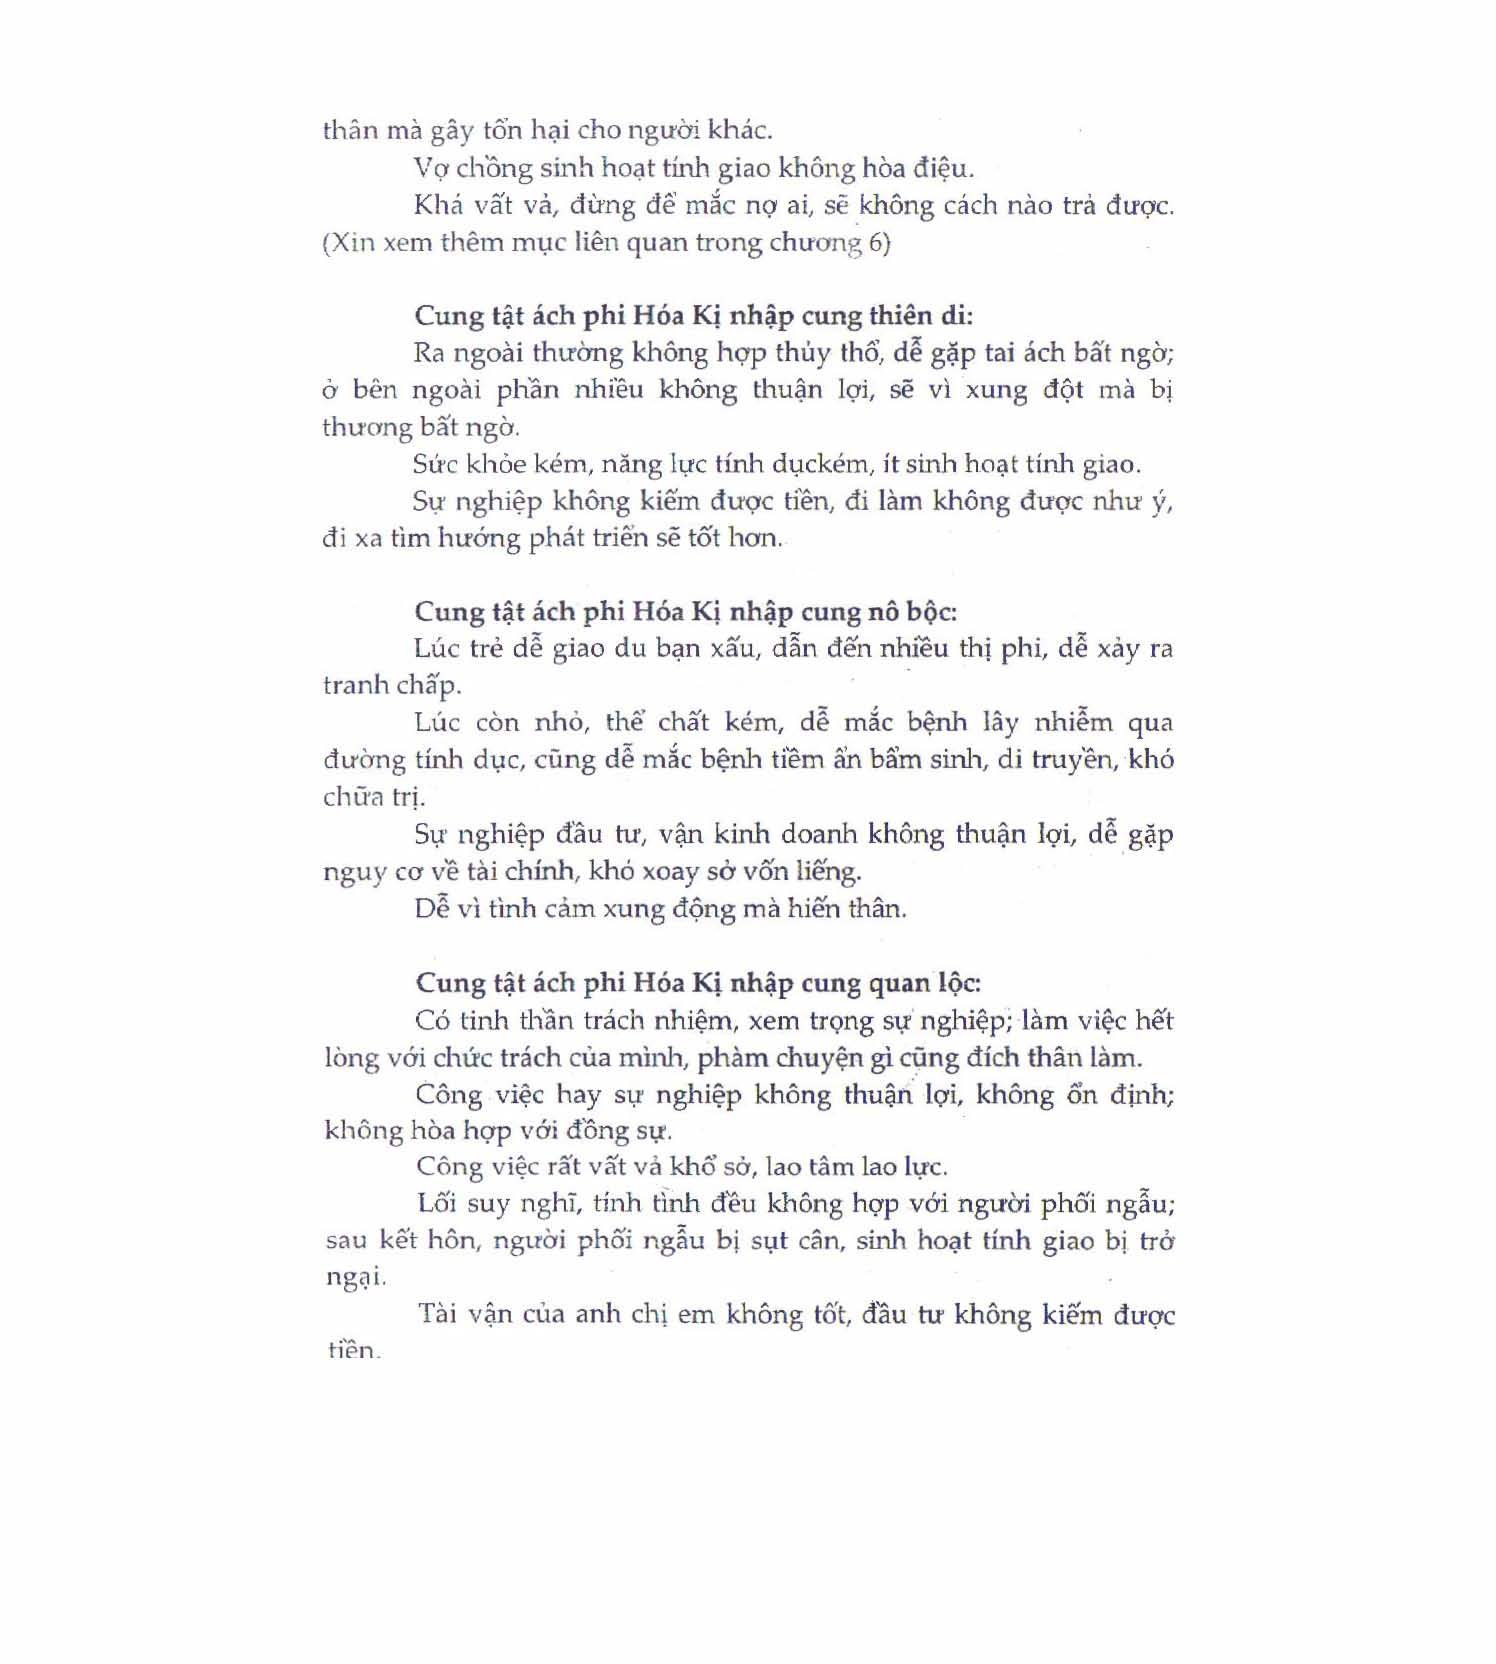 thân mà gây tổn hại cho người khác.
Vợ chồng sinh hoạt tính giao không hòa điệu.
Khá vất vả, đừng để mắc nợ ai, sẽ không cách nào trả được.
(Xin xem thêm mục liên quan trong chương 6)
Cung tật ách phi Hóa Kị nhập cung thiên di:
Ra ngoài thường không hợp thủy thổ, dễ gặp tai ách bất ngờ;
ở bên ngoài phần nhiều không thuận lợi, sẽ vì xung đột mà bị
thương bất ngờ.
Sức khỏe kém, năng lực tính dụckém, ít sinh hoạt tính giao.
Sự nghiệp không kiếm được tiền, đi làm không được như ý,
đi xa tìm hướng phát triển sẽ tốt hơn.
Cung tật ách phi Hóa Kị nhập cung nô bộc:
Lúc trẻ dễ giao du bạn xấu, dẫn đến nhiều thị phi, dễ xảy ra
tranh chấp.
Lúc còn nhỏ, thể chất kém, dễ mắc bệnh lây nhiễm qua
đường tính dục, cũng dễ mắc bệnh tiềm ẩn bẩm sinh, di truyền, khó
chữa trị.
Sự nghiệp đầu tư, vận kinh doanh không thuận lợi, dễ gặp
nguy cơ về tài chính, khó xoay sở vốn liếng.
Dễ vì tình cảm xung động mà hiến thân.
Cung tật ách phi Hóa Kị nhập cung quan lộc:
Có tinh thần trách nhiệm, xem trọng sự nghiệp; làm việc hết
lòng với chức trách của mình, phàm chuyện gì cũng đích thân làm.
Công việc hay sự nghiệp không thuận lợi, không ổn định;
không hòa hợp với đồng sự.
Công việc rất vất vả khổ sở, lao tâm lao lực.
Lối suy nghĩ, tính tình đều không hợp với người phối ngẫu;
sau kết hôn, người phối ngẫu bị sụt cân, sinh hoạt tính giao bị trở
ngại.
Tài vận của anh chị em không tốt, đầu tư không kiếm được
tiền.